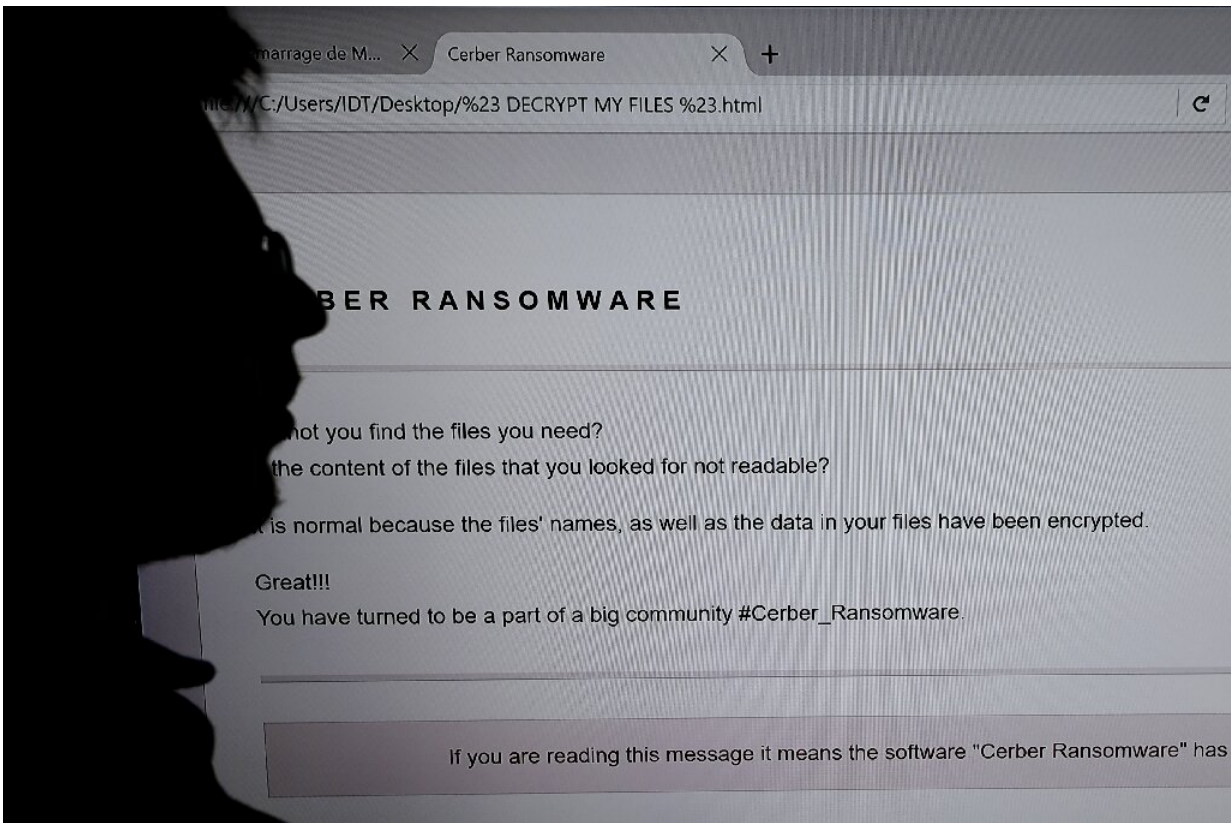 marrage de M... Cerber Ransomware
/C:/Users/IDT/Desktop/%23 DECRYPT MY FILES %23.html
BER RANSOMWARE
not you find the files you need?
the content of the files that you looked for not readable?
is normal because the files' names, as well as the data in your files have been encrypted.
Great!!!
You have turned to be a part of a big community #Cerber_Ransomware.
If you are reading this message it means the software "Cerber Ransomware" has